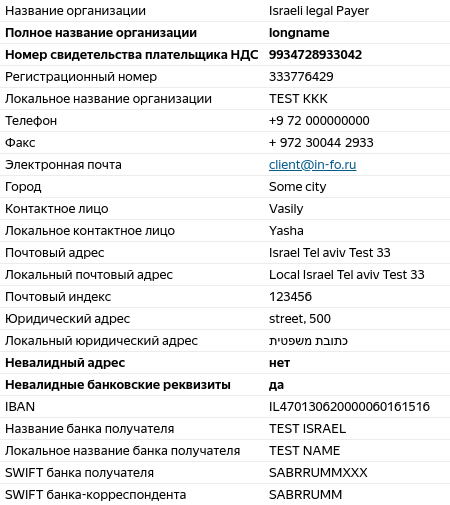 Название организации Israeli legal Payer
Полное название организации longname
Номер свидетельства плательщика НДС 9934728933042
Регистрационный номер 333776429
Локальное название организации TEST KKK
Телефон +9 72 000000000
Факс + 972 30044 2933
Электронная почта client@in-fo.ru
Город Some city
Контактное лицо Vasily
Локальное контактное лицо Yasha
Почтовый адрес Israel Tel aviv Test 33
Локальный почтовый адрес Local Israel Tel aviv Test 33
Почтовый индекс 123456
Юридический адрес street, 500
Локальный юридический адрес כתובת משפטית
Невалидный адрес нет
Невалидные банковские реквизиты да
IBAN IL470130620000060161516
Название банка получателя TEST ISRAEL
Локальное название банка получателя TEST NAME
SWIFT банка получателя SABRRUMMXXX
SWIFT банка-корреспондента SABRRUMM